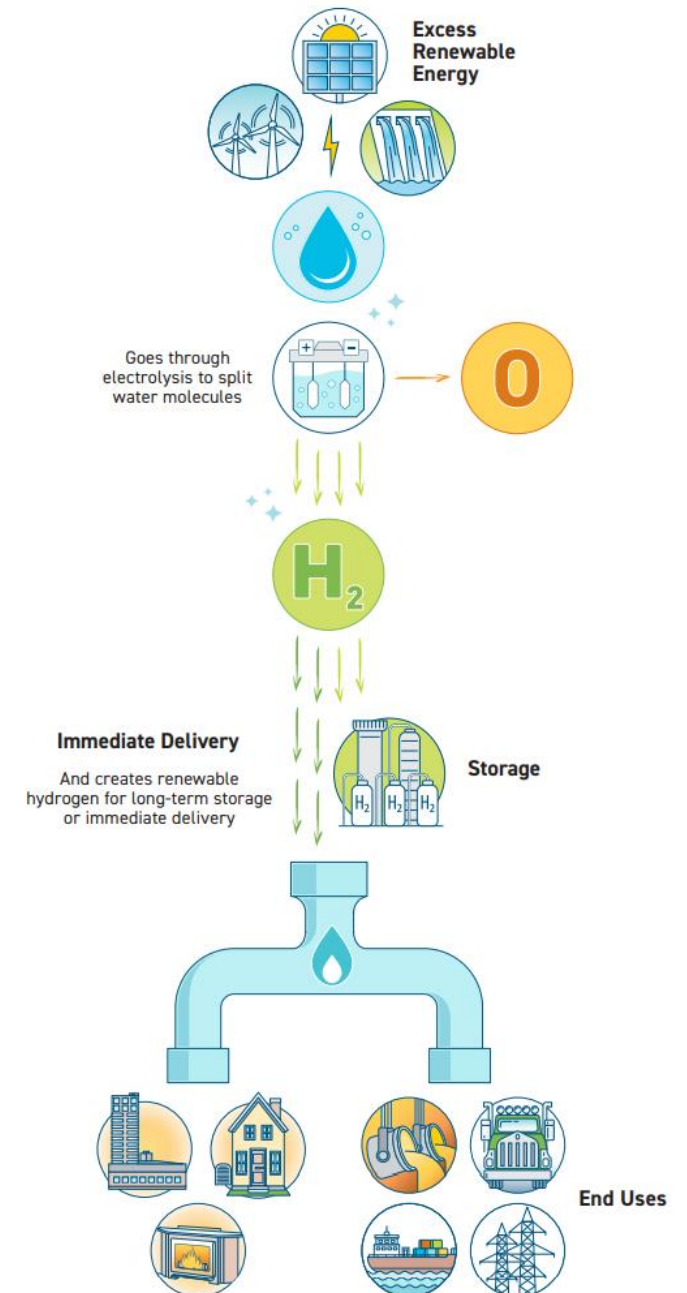 Excess
Renewable
Energy
Goes through
electrolysis to split
water molecules
+ −
O
H₂
Immediate Delivery
And creates renewable
hydrogen for long-term storage
or immediate delivery
H₂ H₂ H₂
Storage
End Uses